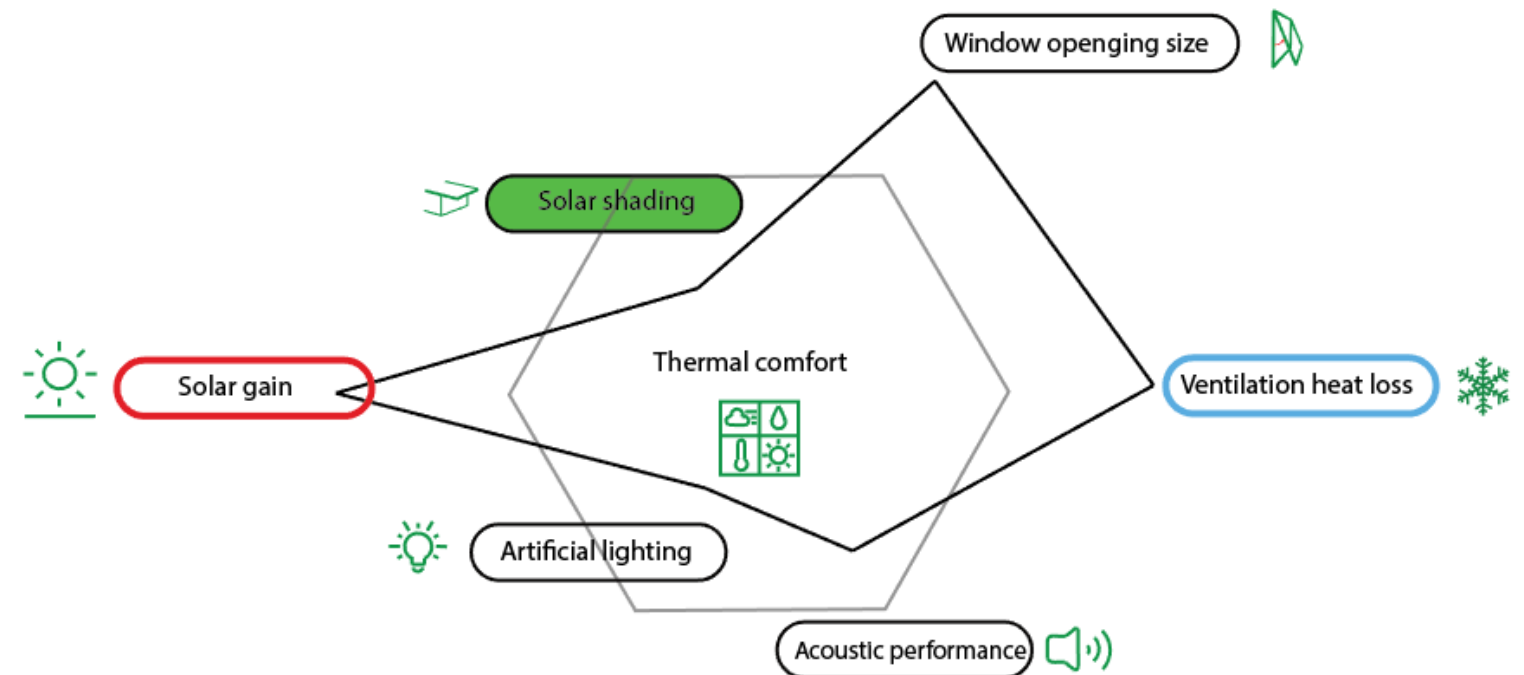 Window openging size
Solar shading
Thermal comfort
Solar gain
Ventilation heat loss
Artificial lighting
Acoustic performance